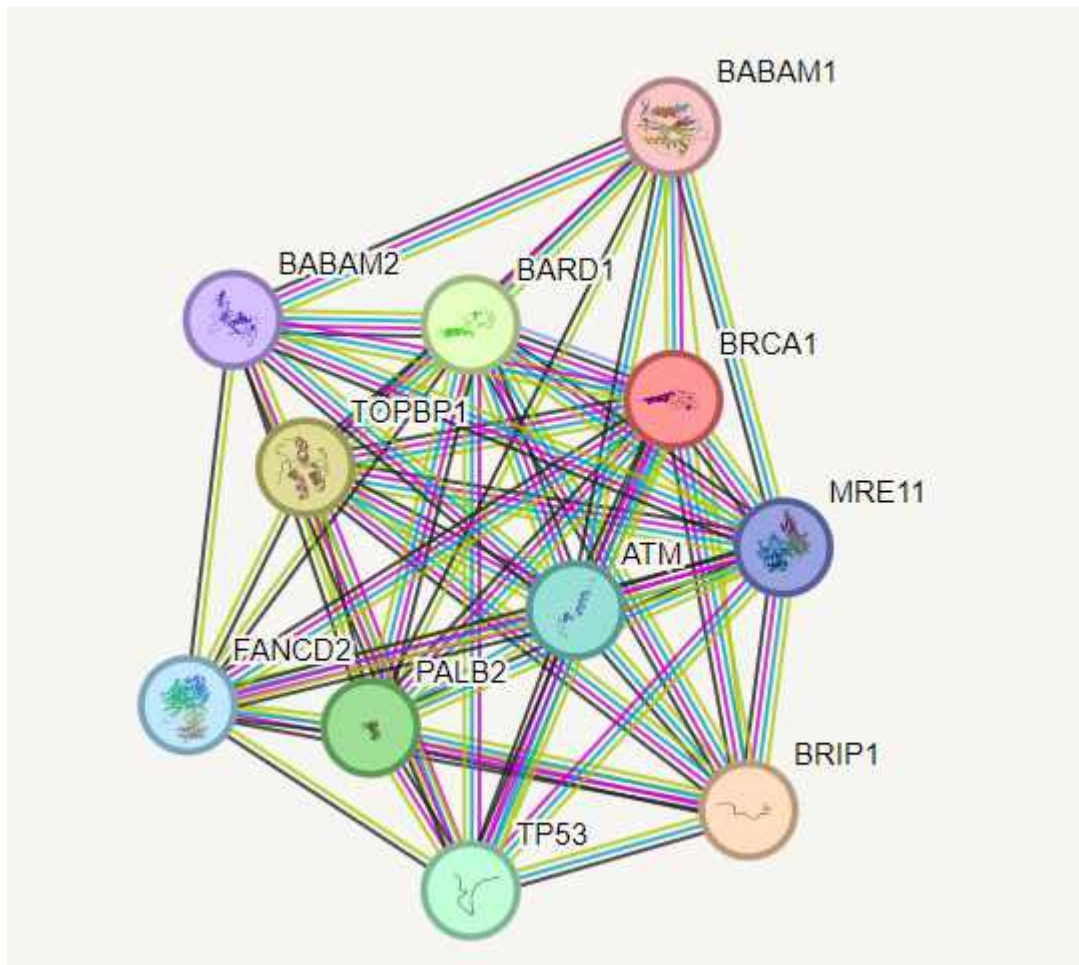 BABAM1
BABAM2
BARD1
BRCA1
TOPBP1
MRE11
ATM
FANCD2
PALB2
BRIP1
TP53